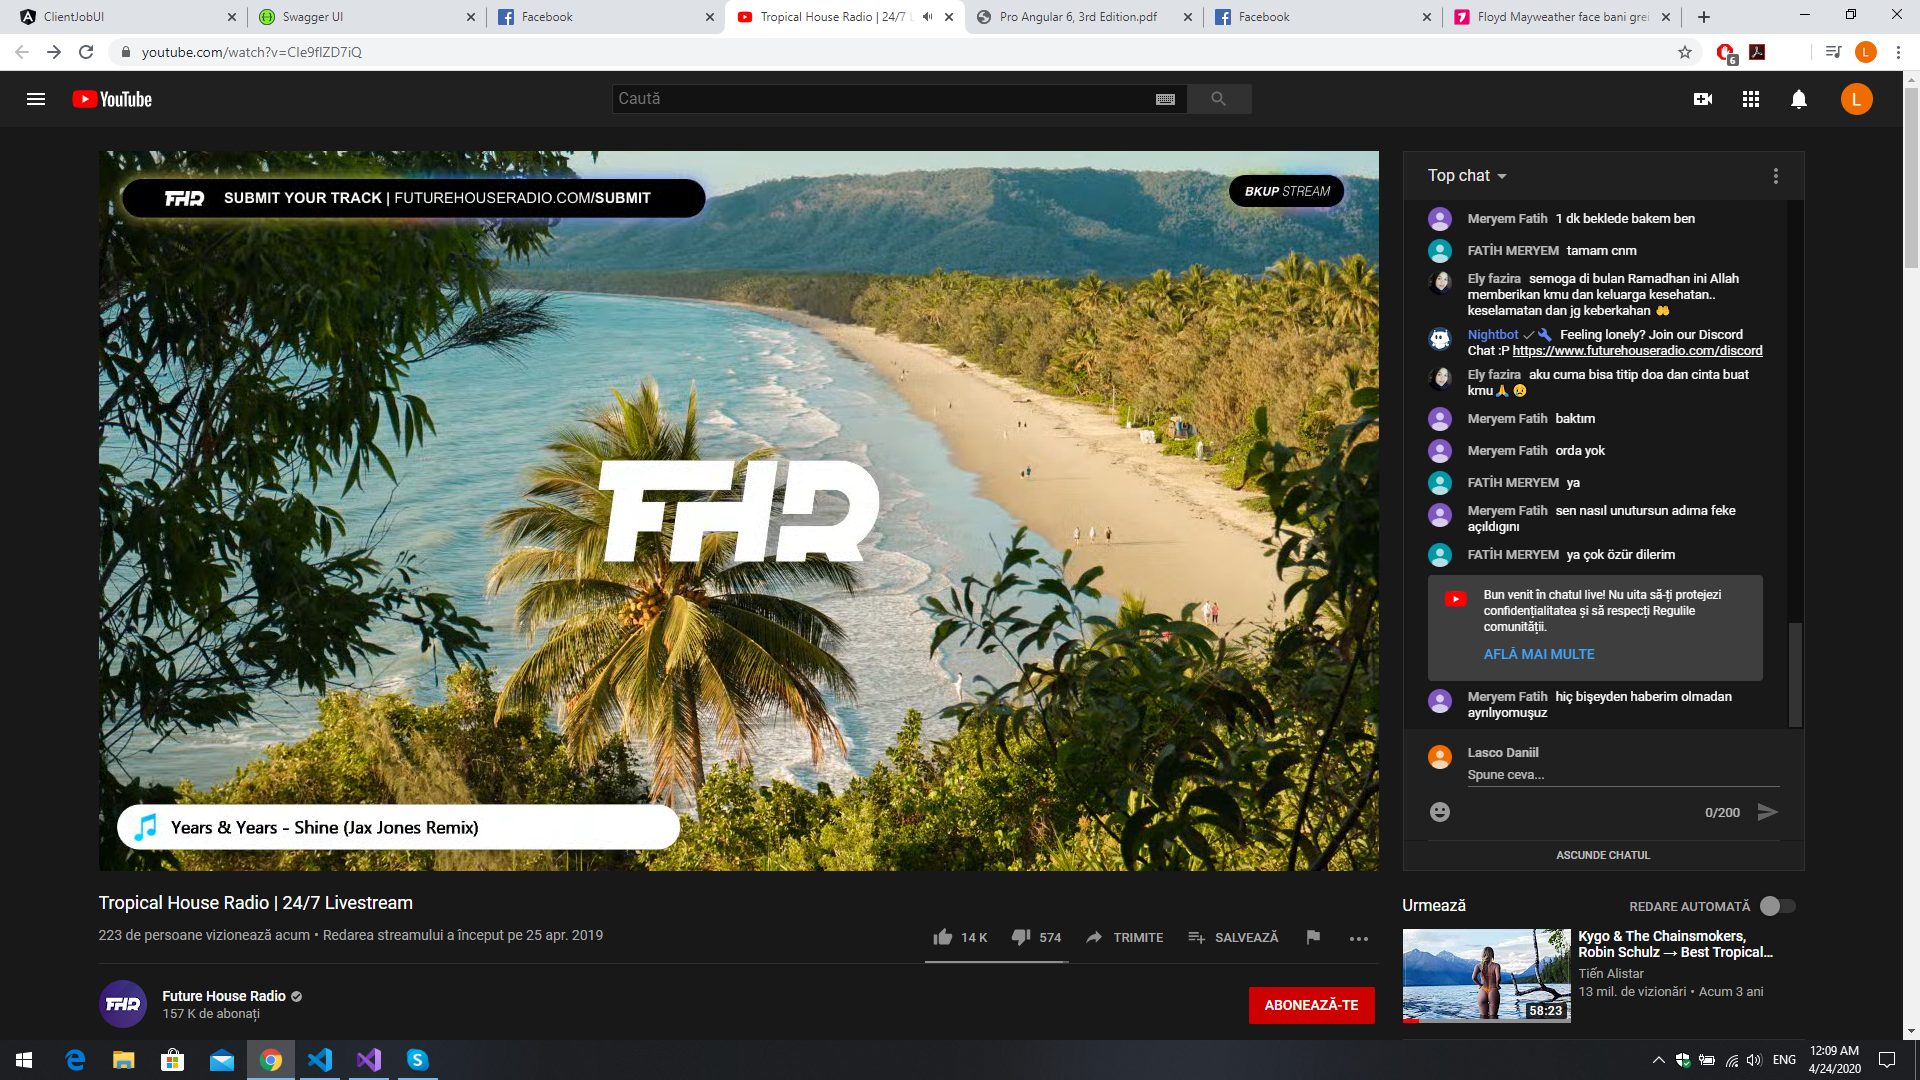 ClientJobUI
Swagger UI
Facebook
Tropical House Radio | 24/7 L
Pro Angular 6, 3rd Edition.pdf
Facebook
Floyd Mayweather face bani grei
youtube.com/watch?v=CIe9flZD7iQ
6
L
YouTube
Caută
L
FHR SUBMIT YOUR TRACK | FUTUREHOUSERADIO.COM/SUBMIT
BKUP STREAM
FHR
Years & Years - Shine (Jax Jones Remix)
Top chat
Meryem Fatih 1 dk beklede bakem ben
FATİH MERYEM tamam cnm
Ely fazira semoga di bulan Ramadhan ini Allah
memberikan kmu dan keluarga kesehatan..
keselamatan dan jg keberkahan 🤲
Nightbot Feeling lonely? Join our Discord
Chat :P https://www.futurehouseradio.com/discord
Ely fazira aku cuma bisa titip doa dan cinta buat
kmu🙏😢
Meryem Fatih baktım
Meryem Fatih orda yok
FATİH MERYEM ya
Meryem Fatih sen nasıl unutursun adıma feke
açıldıgını
FATİH MERYEM ya çok özür dilerim
Bun venit în chatul live! Nu uita să-ți protejezi
confidențialitatea și să respecți Regulile
comunității.
AFLĂ MAI MULTE
Meryem Fatih hiç bişeyden haberim olmadan
ayrılıyomuşuz
Lasco Daniil
Spune ceva...
0/200
ASCUNDE CHATUL
Tropical House Radio | 24/7 Livestream
223 de persoane vizionează acum • Redarea streamului a început pe 25 apr. 2019
14 K
574
TRIMITE
SALVEAZĂ
FHR
Future House Radio
157 K de abonați
ABONEAZĂ-TE
Urmează
REDARE AUTOMATĂ
58:23
Kygo & The Chainsmokers,
Robin Schulz → Best Tropical...
Tiến Alistar
13 mil. de vizionări • Acum 3 ani
ENG
12:09 AM
4/24/2020